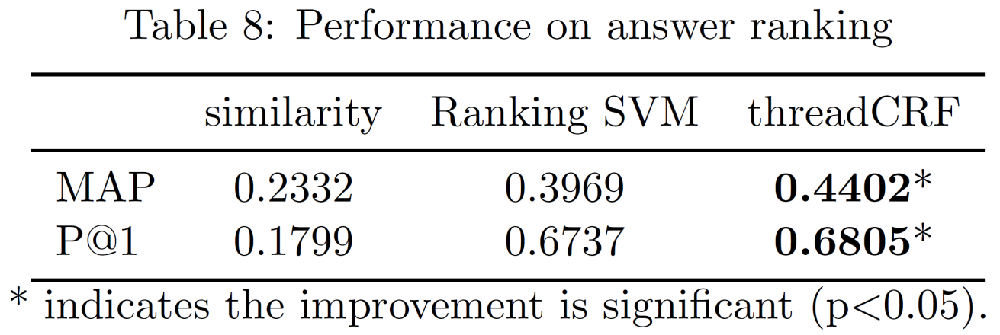 Table 8: Performance on answer ranking
similarity Ranking SVM threadCRF
MAP 0.2332 0.3969 0.4402*
P@1 0.1799 0.6737 0.6805*
* indicates the improvement is significant (p<0.05).